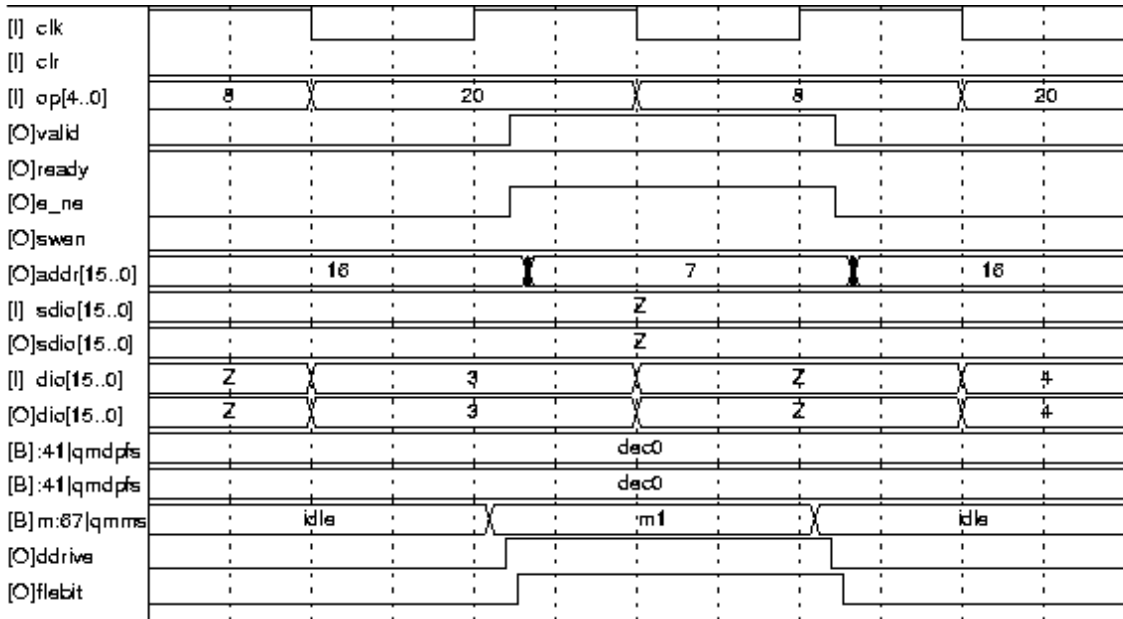 [I] clk
[I] clr
[I] op[4..0] 8 20 8 20
[O]valid
[O]ready
[O]e_ne
[O]swen
[O]addr[15..0] 16 7 16
[I] sdio[15..0] Z
[O]sdio[15..0] Z
[I] dio[15..0] Z 3 Z 4
[O]dio[15..0] Z 3 Z 4
[B]:41|qmdpfs dec0
[B]:41|qmdpfs dec0
[B]m:67|qmms idle m1 idle
[O]ddrive
[O]flebit